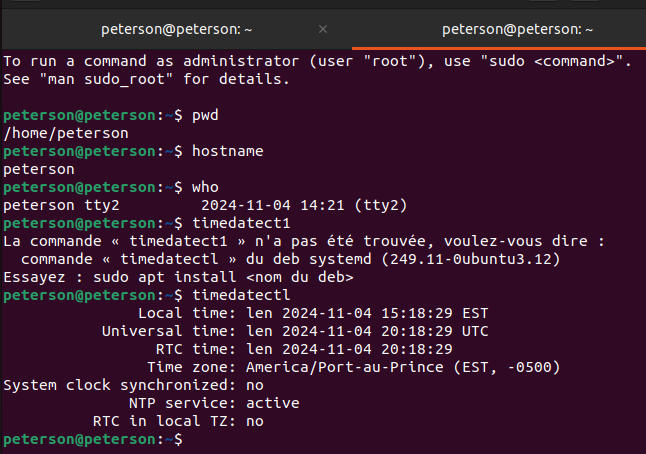 peterson@peterson: ~ × peterson@peterson: ~
To run a command as administrator (user "root"), use "sudo <command>".
See "man sudo_root" for details.
peterson@peterson:~$ pwd
/home/peterson
peterson@peterson:~$ hostname
peterson
peterson@peterson:~$ who
peterson tty2         2024-11-04 14:21 (tty2)
peterson@peterson:~$ timedatect1
La commande « timedatect1 » n'a pas été trouvée, voulez-vous dire :
  commande « timedatectl » du deb systemd (249.11-0ubuntu3.12)
Essayez : sudo apt install <nom du deb>
peterson@peterson:~$ timedatectl
               Local time: len 2024-11-04 15:18:29 EST
           Universal time: len 2024-11-04 20:18:29 UTC
                 RTC time: len 2024-11-04 20:18:29
                Time zone: America/Port-au-Prince (EST, -0500)
System clock synchronized: no
              NTP service: active
          RTC in local TZ: no
peterson@peterson:~$